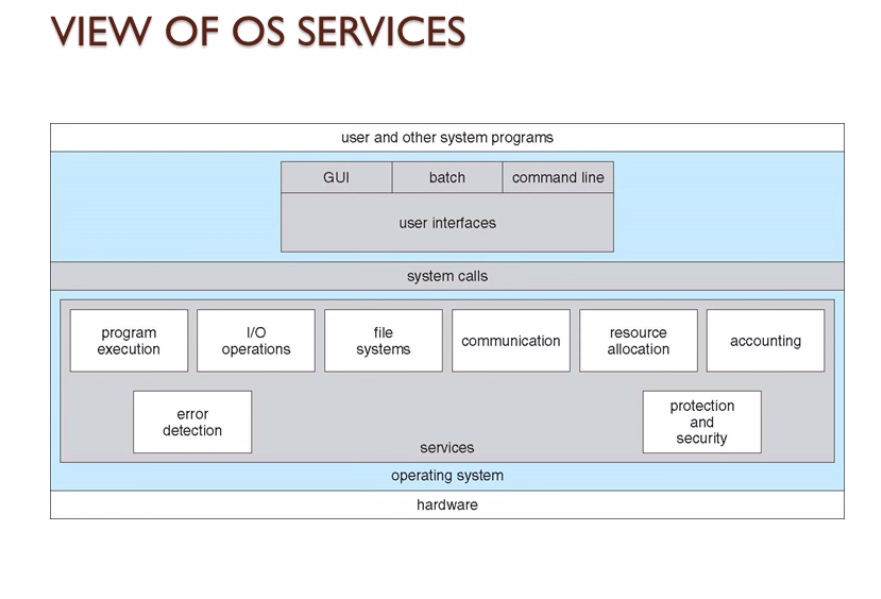 VIEW OF OS SERVICES
user and other system programs
GUI
batch
command line
user interfaces
system calls
program
execution
I/O
operations
file
systems
communication
resource
allocation
accounting
error
detection
protection
and
security
services
operating system
hardware